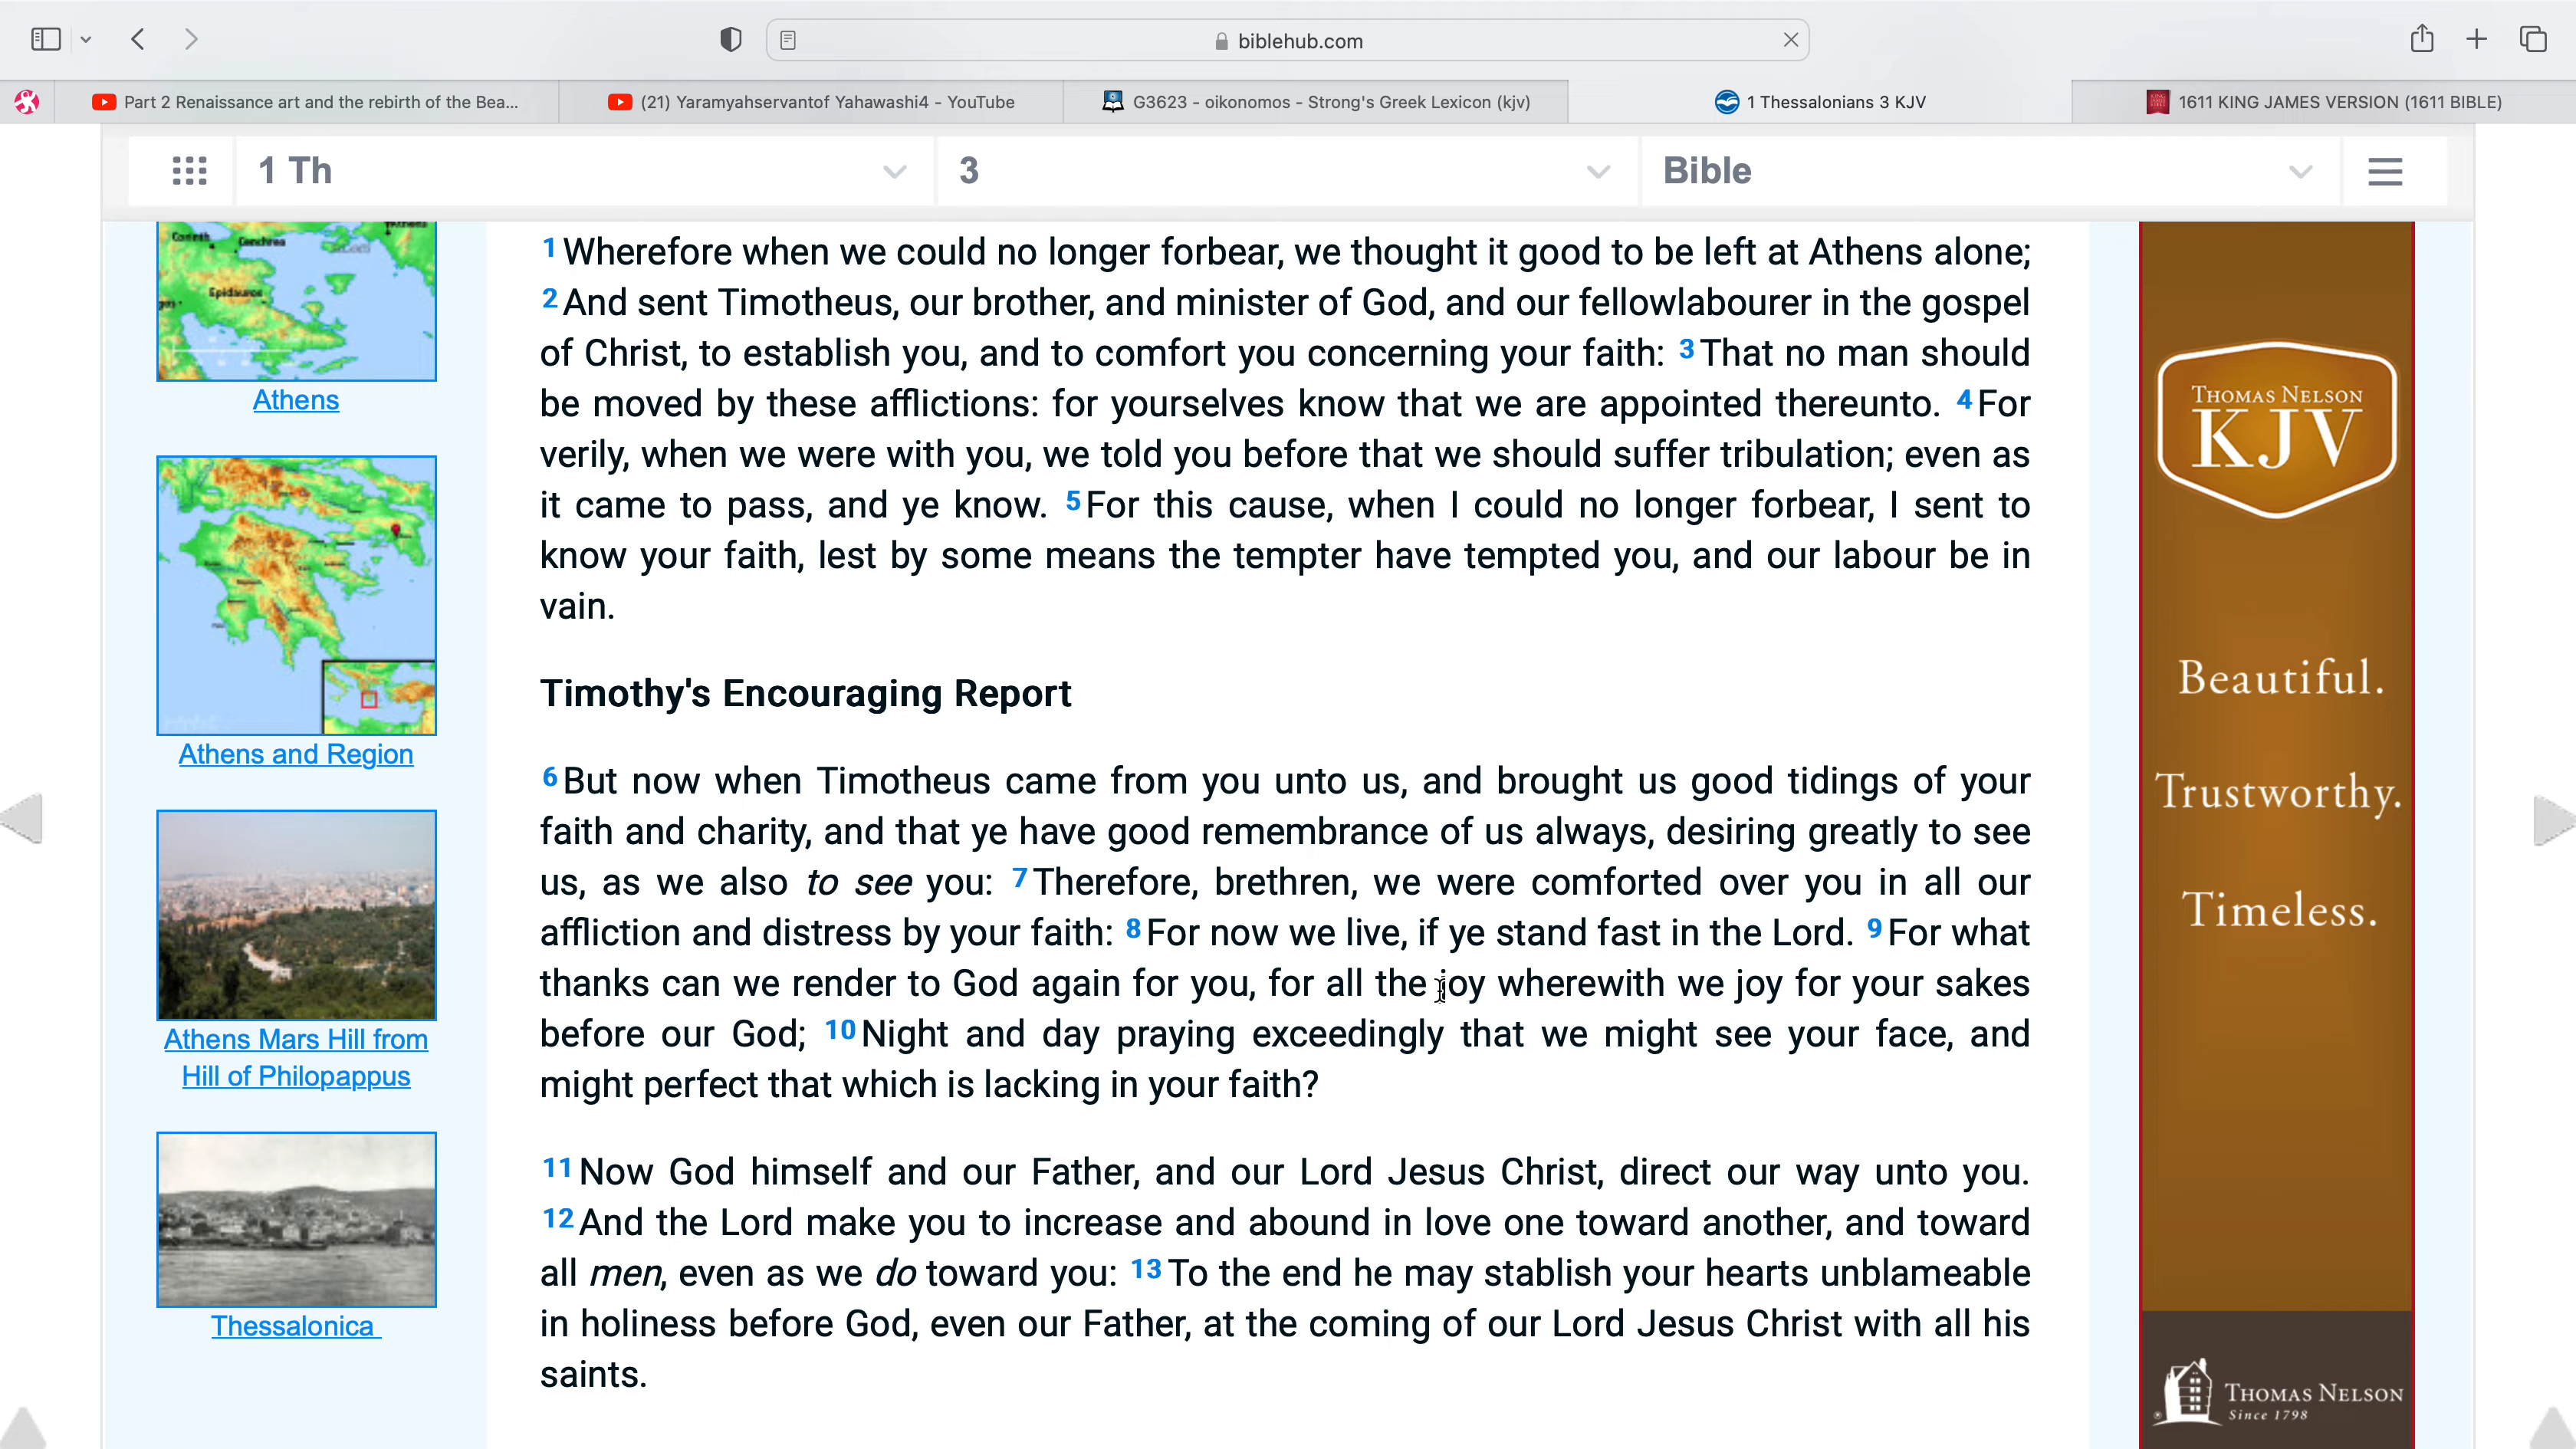 biblehub.com
Part 2 Renaissance art and the rebirth of the Bea...
(21) Yaramyahservantof Yahawashi4 - YouTube
G3623 - oikonomos - Strong's Greek Lexicon (kjv)
1 Thessalonians 3 KJV
1611 KING JAMES VERSION (1611 BIBLE)
1 Th
3
Bible
Corinth
Cenchrea
Epidauros
Athens
Athens and Region
Athens Mars Hill from
Hill of Philopappus
Thessalonica
1 Wherefore when we could no longer forbear, we thought it good to be left at Athens alone;
2 And sent Timotheus, our brother, and minister of God, and our fellowlabourer in the gospel
of Christ, to establish you, and to comfort you concerning your faith: 3 That no man should
be moved by these afflictions: for yourselves know that we are appointed thereunto. 4 For
verily, when we were with you, we told you before that we should suffer tribulation; even as
it came to pass, and ye know. 5 For this cause, when I could no longer forbear, I sent to
know your faith, lest by some means the tempter have tempted you, and our labour be in
vain.
Timothy's Encouraging Report
6 But now when Timotheus came from you unto us, and brought us good tidings of your
faith and charity, and that ye have good remembrance of us always, desiring greatly to see
us, as we also to see you: 7 Therefore, brethren, we were comforted over you in all our
affliction and distress by your faith: 8 For now we live, if ye stand fast in the Lord. 9 For what
thanks can we render to God again for you, for all the joy wherewith we joy for your sakes
before our God; 10 Night and day praying exceedingly that we might see your face, and
might perfect that which is lacking in your faith?
11 Now God himself and our Father, and our Lord Jesus Christ, direct our way unto you.
12 And the Lord make you to increase and abound in love one toward another, and toward
all men, even as we do toward you: 13 To the end he may stablish your hearts unblameable
in holiness before God, even our Father, at the coming of our Lord Jesus Christ with all his
saints.
THOMAS NELSON
KJV
Beautiful.
Trustworthy.
Timeless.
THOMAS NELSON
Since 1798